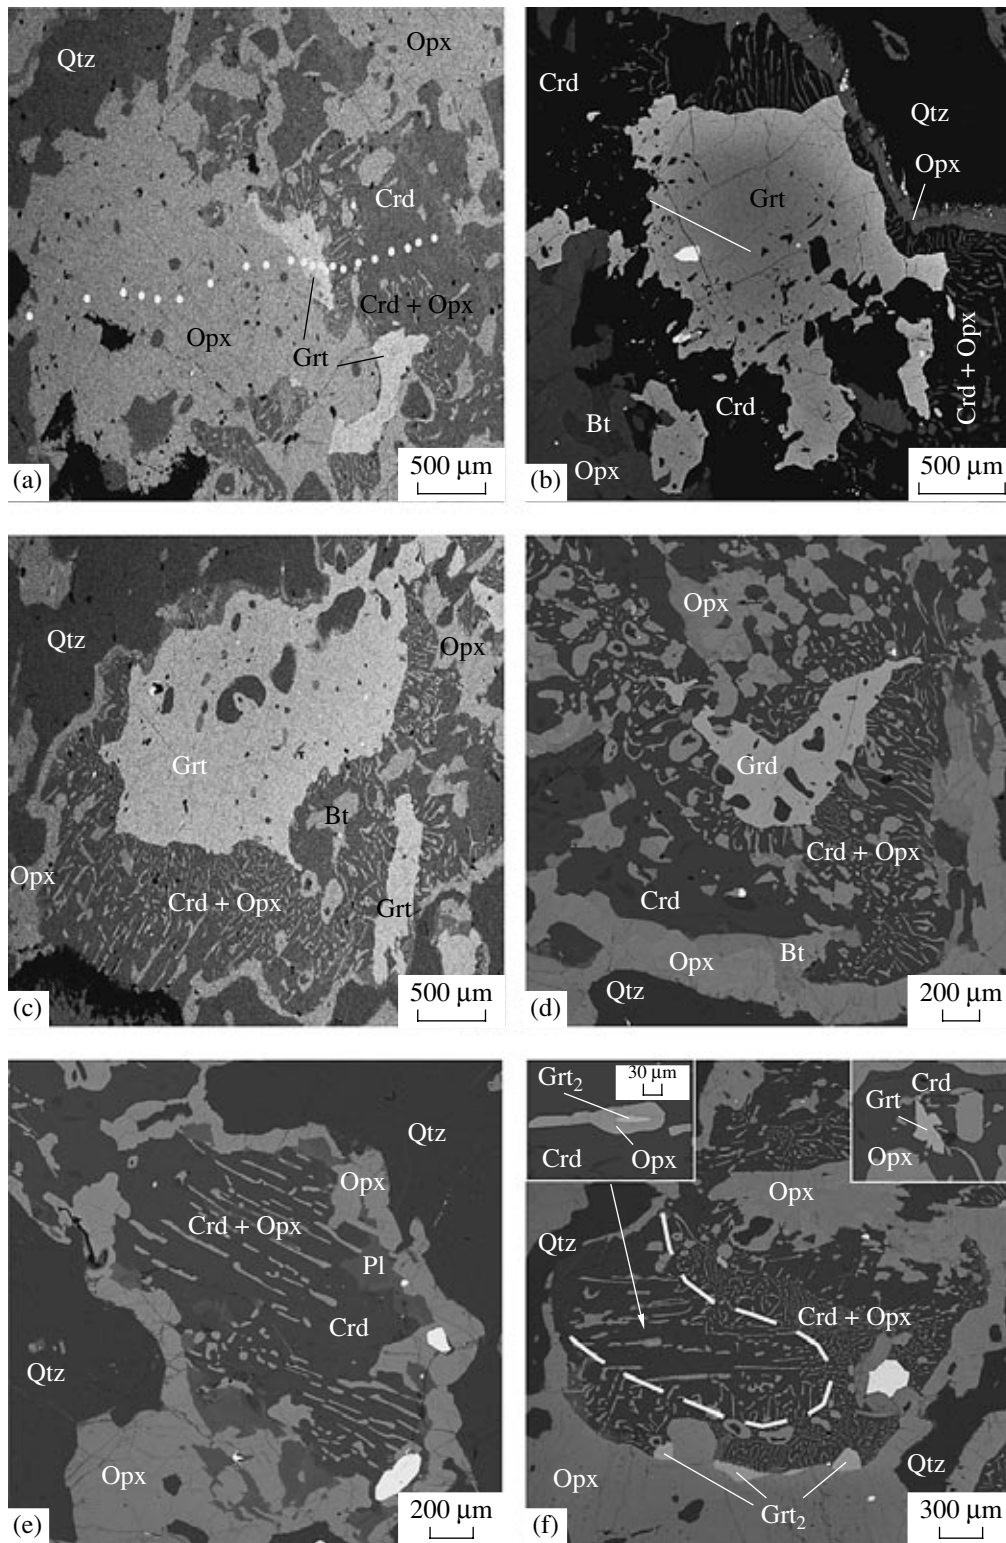 Qtz
Opx
Crd
Crd + Opx
Opx
Grt
(a)
500 μm
Crd
Qtz
Opx
Grt
Crd + Opx
Bt
Crd
Opx
(b)
500 μm
Qtz
Opx
Grt
Bt
Opx
Crd + Opx
Grt
(c)
500 μm
Opx
Grd
Crd + Opx
Crd
Opx
Bt
Qtz
(d)
200 μm
Qtz
Opx
Crd + Opx
Pl
Crd
Qtz
Opx
(e)
200 μm
Grt2
30 μm
Crd
Opx
Crd
Grt
Opx
Opx
Qtz
Crd + Opx
Opx
Grt2
Qtz
(f)
300 μm